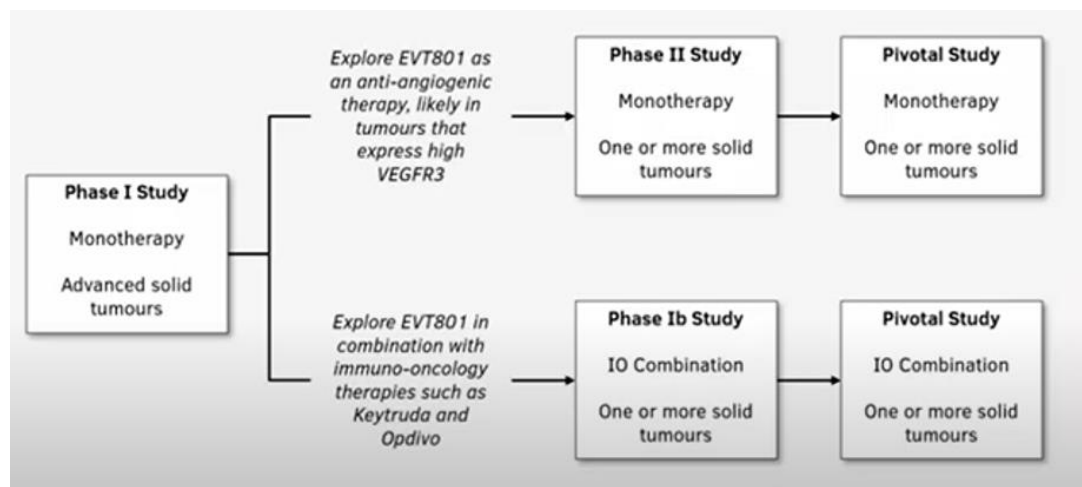 Phase I Study
Monotherapy
Advanced solid
tumours
Explore EVT801 as
an anti-angiogenic
therapy, likely in
tumours that
express high
VEGFR3
Phase II Study
Monotherapy
One or more solid
tumours
Pivotal Study
Monotherapy
One or more solid
tumours
Explore EVT801 in
combination with
immuno-oncology
therapies such as
Keytruda and
Opdivo
Phase Ib Study
IO Combination
One or more solid
tumours
Pivotal Study
IO Combination
One or more solid
tumours